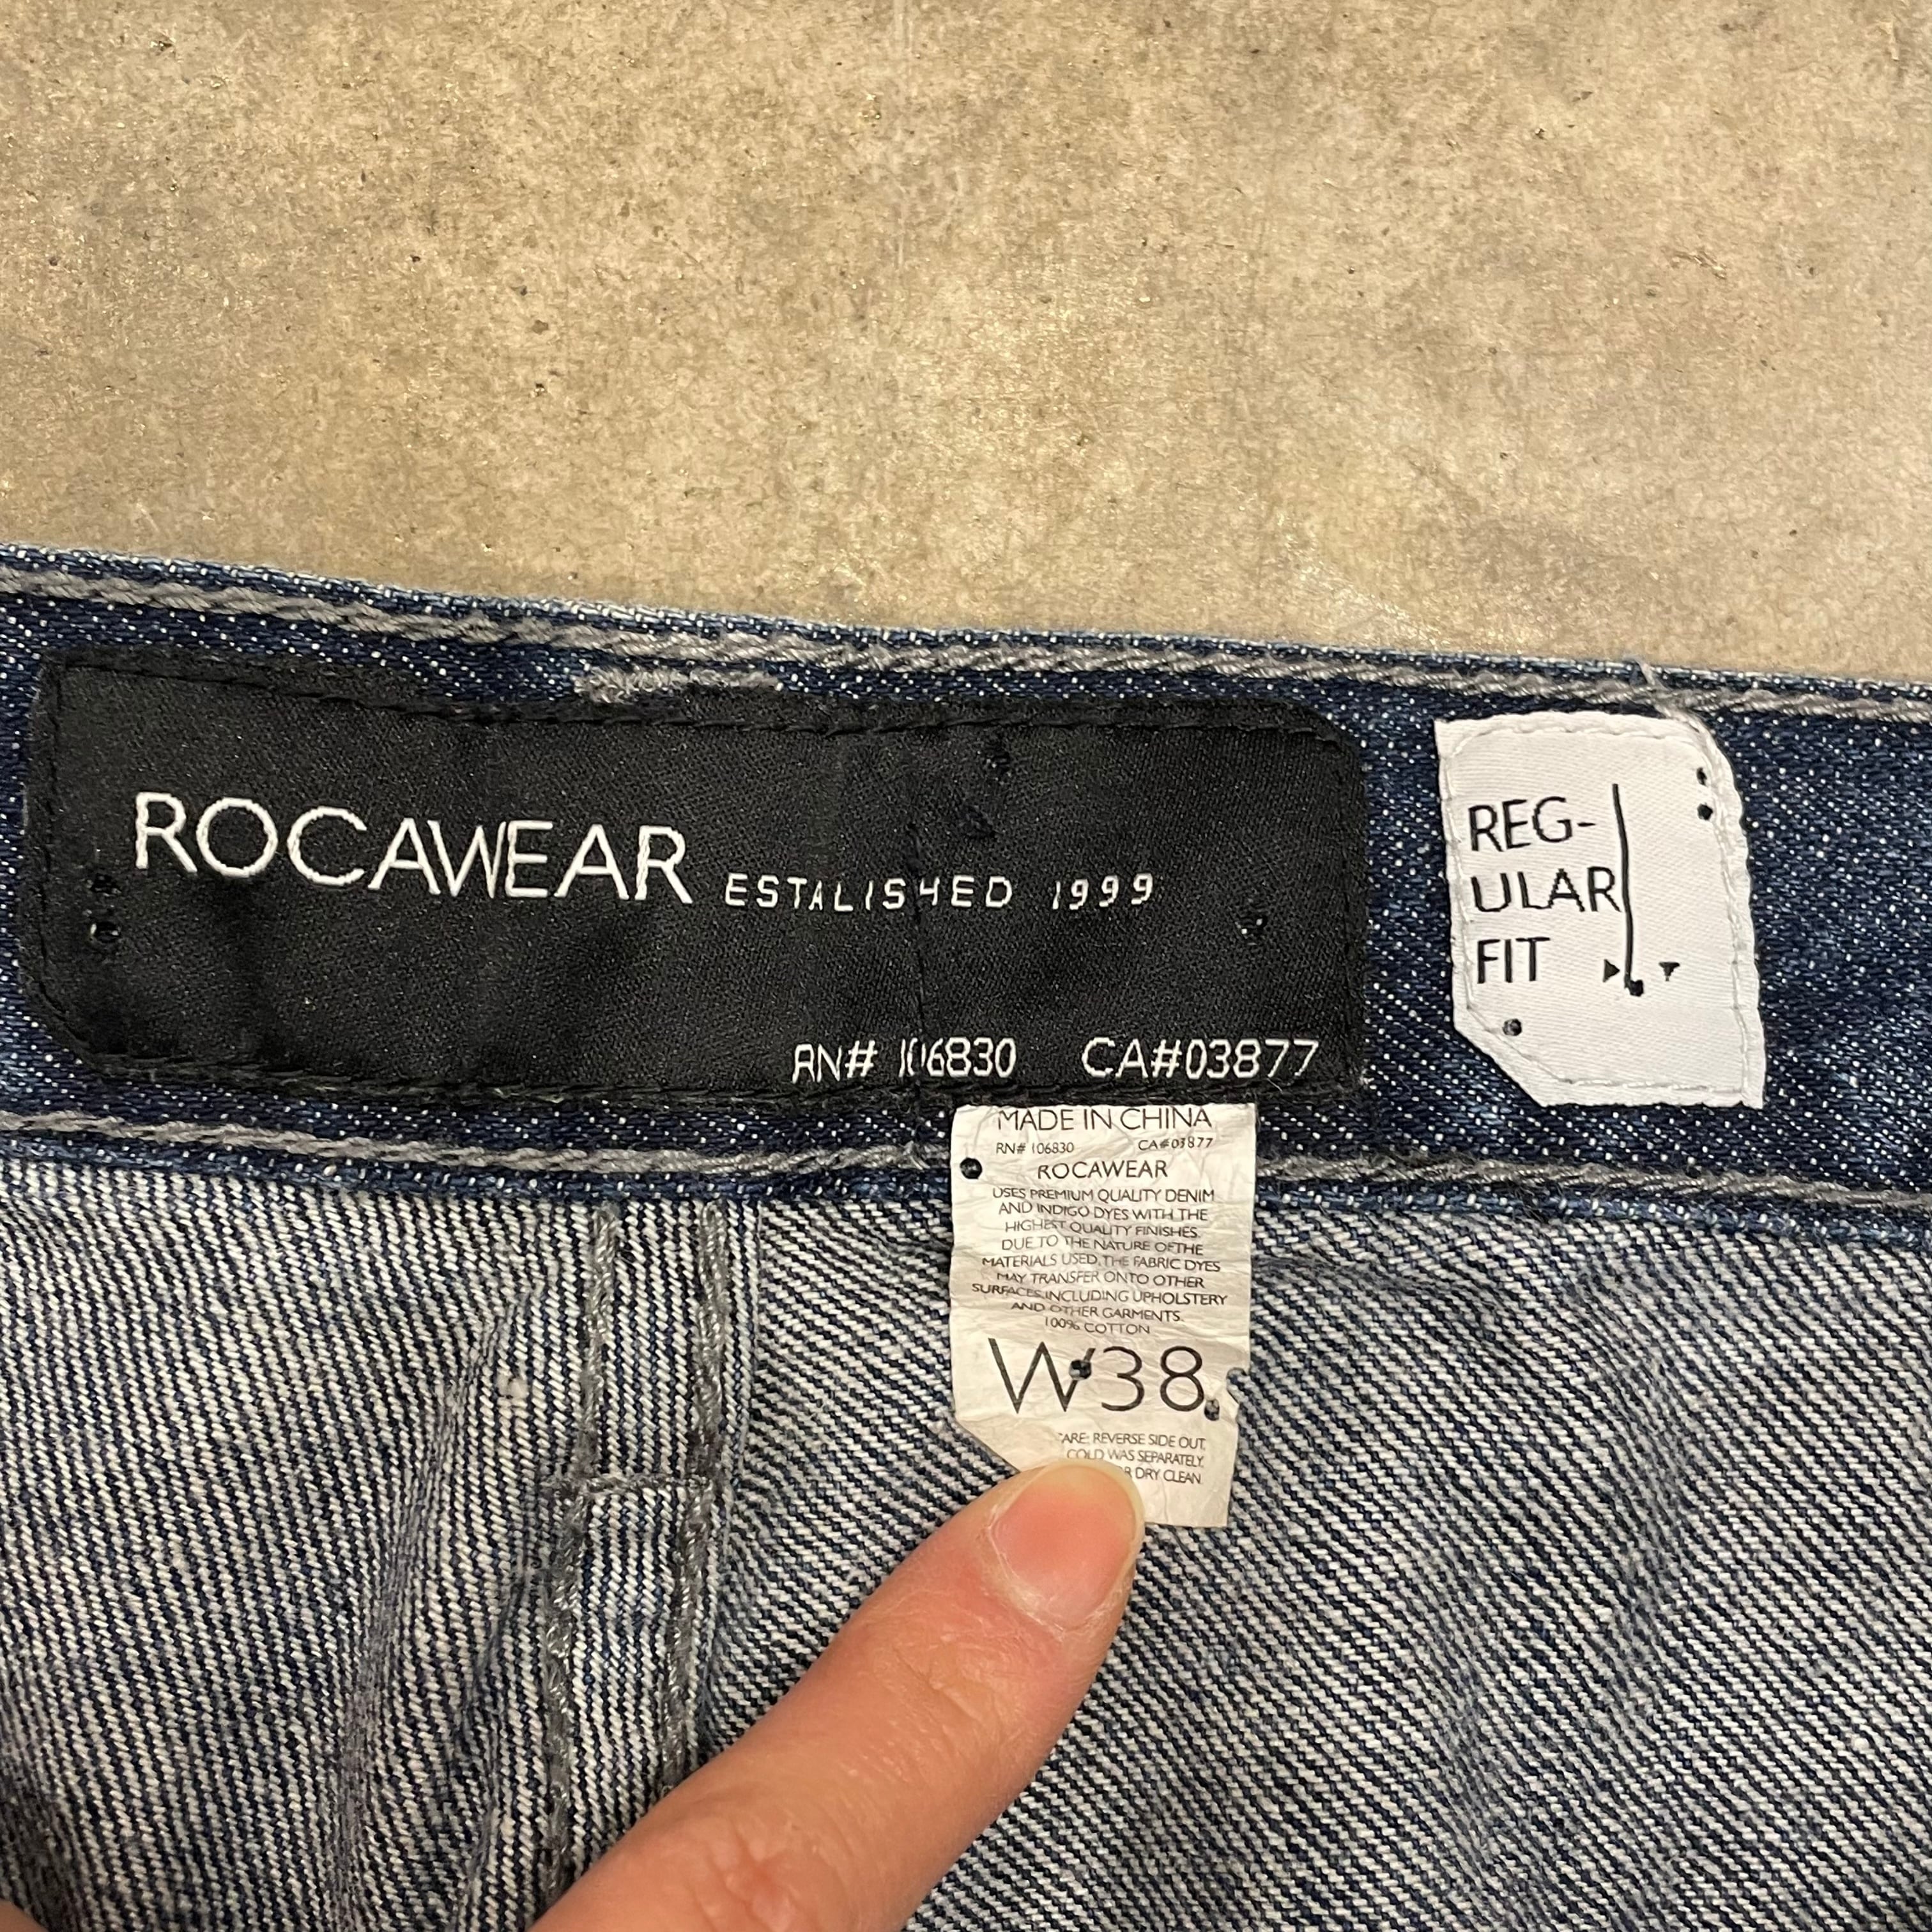 ROCAWEAR ESTALISHED 1999
RN# 106830 CA#03877
REG-
ULAR
FIT
MADE IN CHINA
RN# 106830 CA#03877
ROCAWEAR
USES PREMIUM QUALITY DENIM
AND INDIGO DYES WITH THE
HIGHEST QUALITY FINISHES.
DUE TO THE NATURE OF THE
MATERIALS USED, THE FABRIC DYES
MAY TRANSFER ONTO OTHER
SURFACES INCLUDING UPHOLSTERY
AND OTHER GARMENTS.
100% COTTON
W38
CARE: REVERSE SIDE OUT,
COLD WAS SEPARATELY.
DRY CLEAN